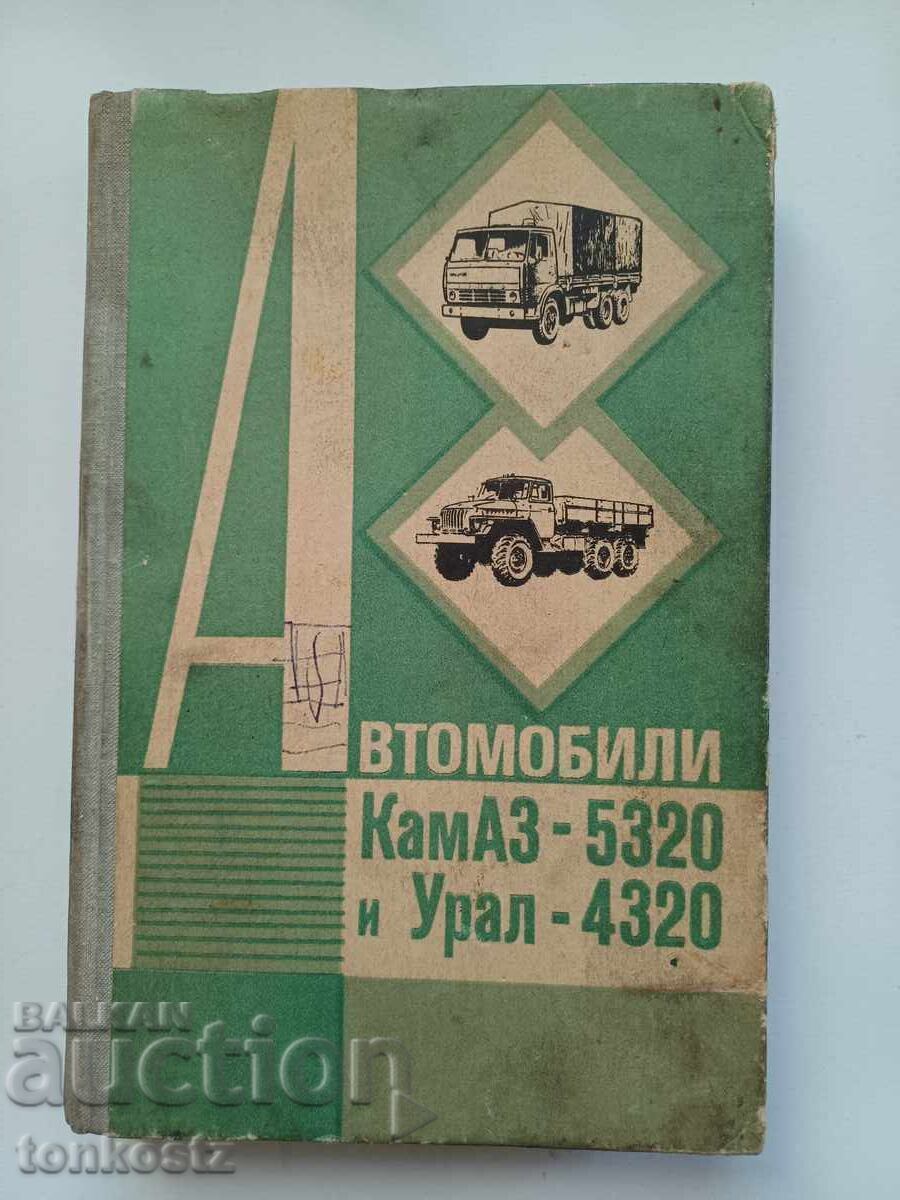 АВТОМОБИЛИ
КамАЗ - 5320
и Урал - 4320
BALKAN
auction
tonkostz